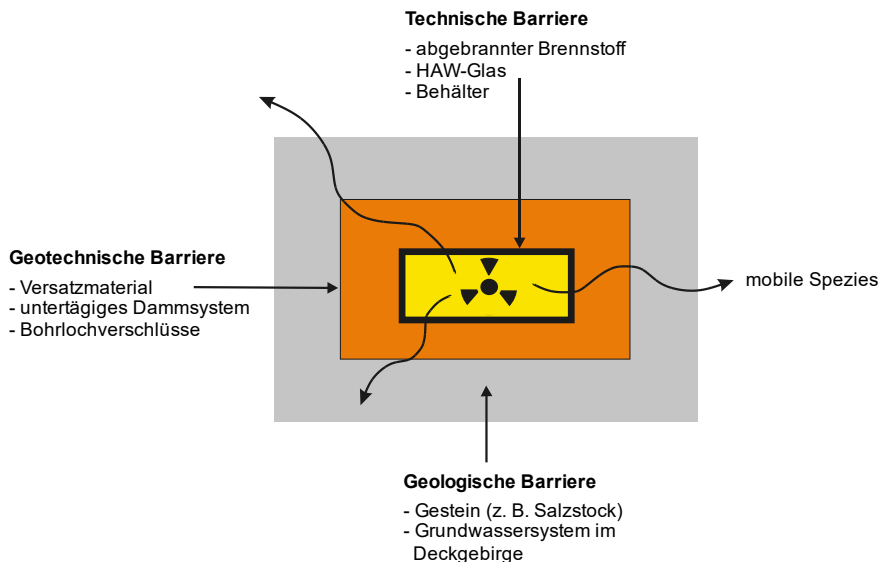 Technische Barriere
- abgebrannter Brennstoff
- HAW-Glas
- Behälter
Geotechnische Barriere
- Versatzmaterial
- untertägiges Dammsystem
- Bohrlochverschlüsse
mobile Spezies
Geologische Barriere
- Gestein (z. B. Salzstock)
- Grundwassersystem im
Deckgebirge